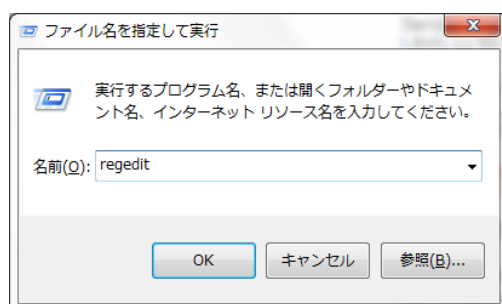 ファイル名を指定して実行
実行するプログラム名、または開くフォルダーやドキュメ
ント名、インターネット リソース名を入力してください。
名前(O): regedit
OK キャンセル 参照(B)...